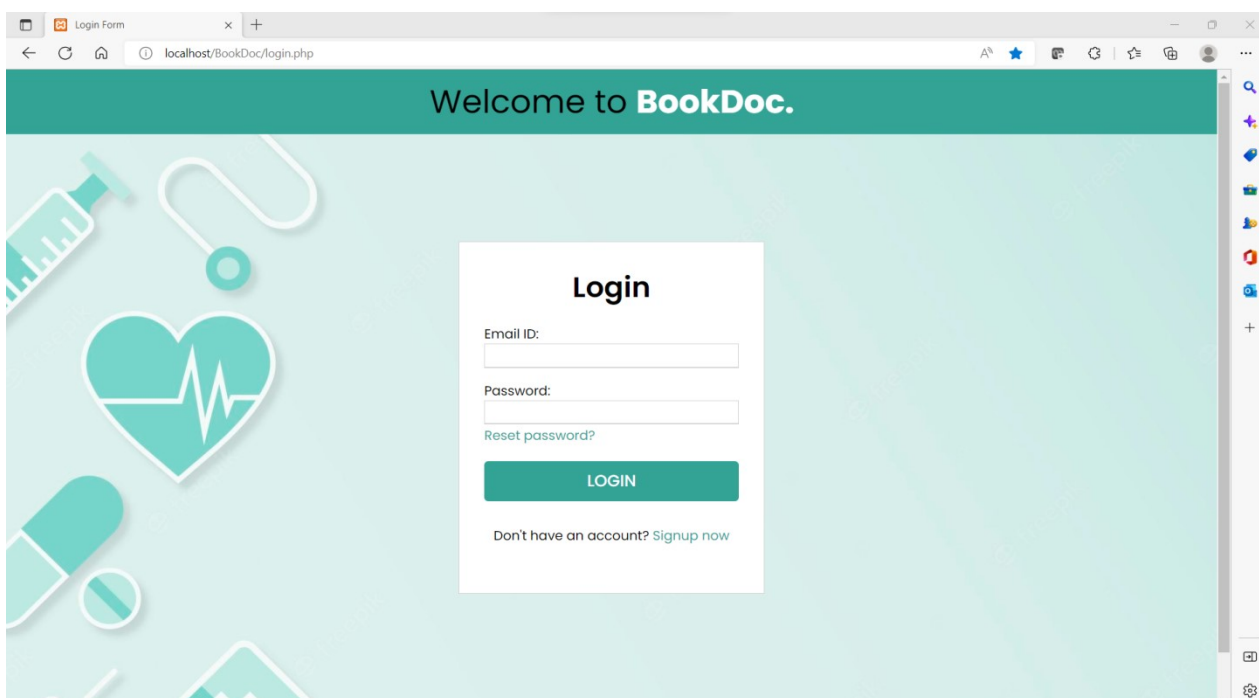 Login Form
localhost/BookDoc/login.php
Welcome to BookDoc.
Login
Email ID:
Password:
Reset password?
LOGIN
Don't have an account? Signup now